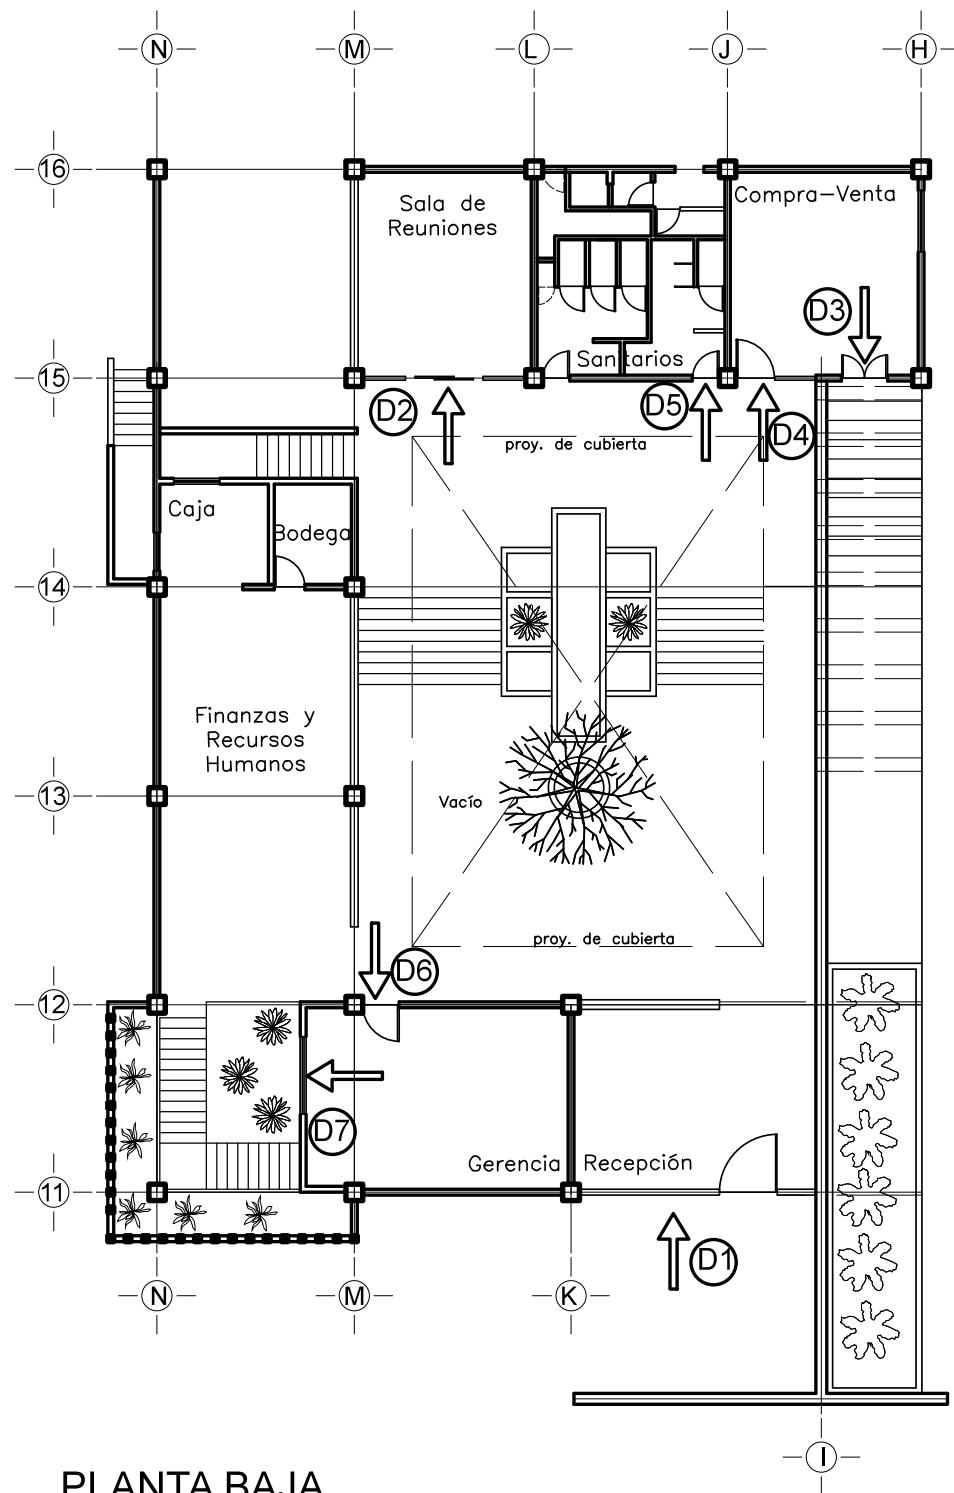 N M L J H
16
Sala de
Reuniones
Compra-Venta
D3
Sanitarios
15
D2
D5
D4
proy. de cubierta
Caja
Bodega
14
Finanzas y
Recursos
Humanos
13
Vacío
proy. de cubierta
D6
12
D7
Gerencia
Recepción
11
D1
N M K
I
PLANTA BAJA